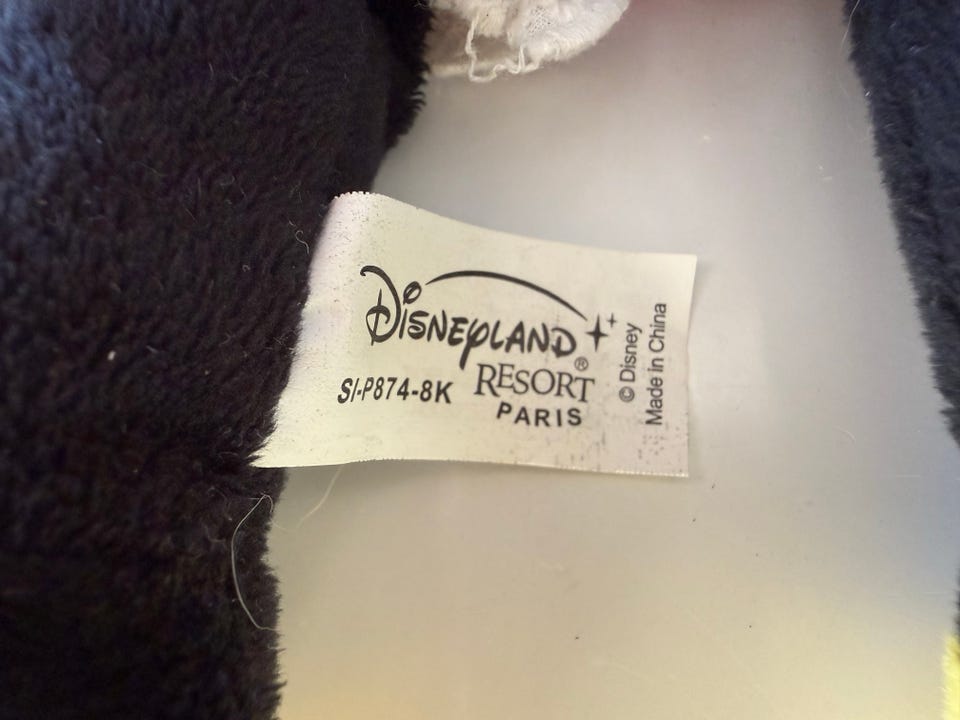 DISNEYLAND
RESORT®
PARIS
SI-P874-8K
© Disney
Made in China